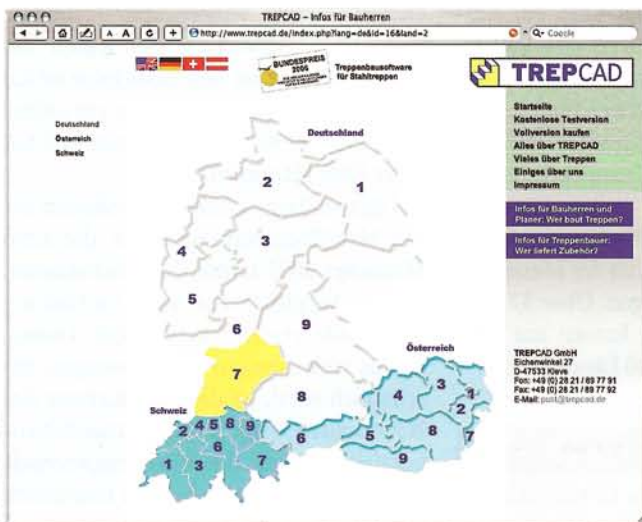 TREPCAD – Infos für Bauherren
http://www.trepcad.de/index.php?lang=de&id=16&land=2
Google
BUNDESPREIS
2006
Treppenbausoftware
für Stahltreppen
TREPCAD
Deutschland
Österreich
Schweiz
Startseite
Kostenlose Testversion
Vollversion kaufen
Alles über TREPCAD
Vieles über Treppen
Einiges über uns
Impressum
Infos für Bauherren und
Planer: Wer baut Treppen?
Infos für Treppenbauer:
Wer liefert Zubehör?
Deutschland
2
1
3
4
5
6
9
7
8
Österreich
4
3
1
2
5
8
7
6
9
Schweiz
2
4
5
8
9
6
1
3
7
TREPCAD GmbH
Eichenwinkel 27
D-47533 Kleve
Fon: +49 (0) 28 21 / 89 77 91
Fax: +49 (0) 28 21 / 89 77 92
E-Mail: post@trepcad.de